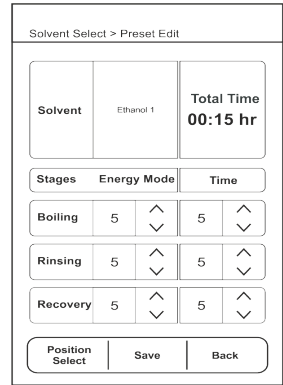 Solvent Select > Preset Edit
Solvent
Ethanol 1
Total Time
00:15 hr
Stages Energy Mode Time
Boiling 5 5
Rinsing 5 5
Recovery 5 5
Position
Select
Save
Back